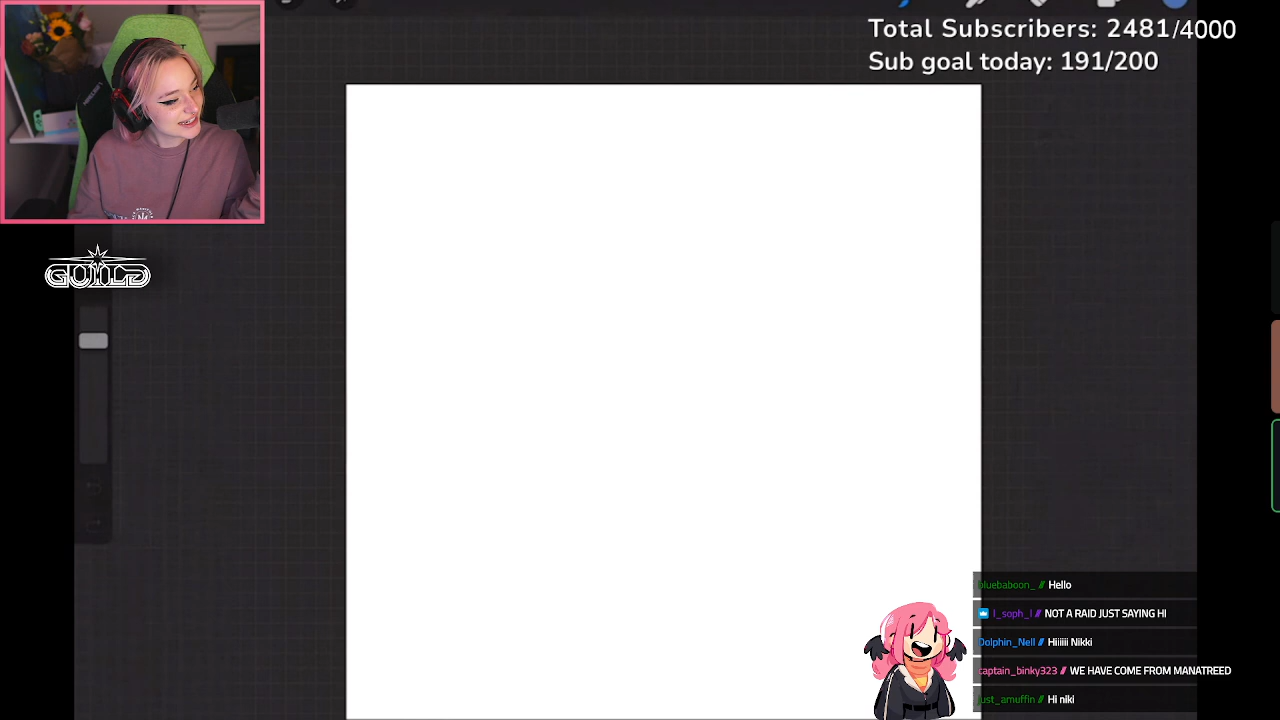 Total Subscribers: 2481/4000
Sub goal today: 191/200
GUILD
bluebaboon_ // Hello
l_soph_l // NOT A RAID JUST SAYING HI
Dolphin_Nell // Hiiiiii Nikki
captain_binky323 // WE HAVE COME FROM MANATREED
just_amuffin // Hi niki